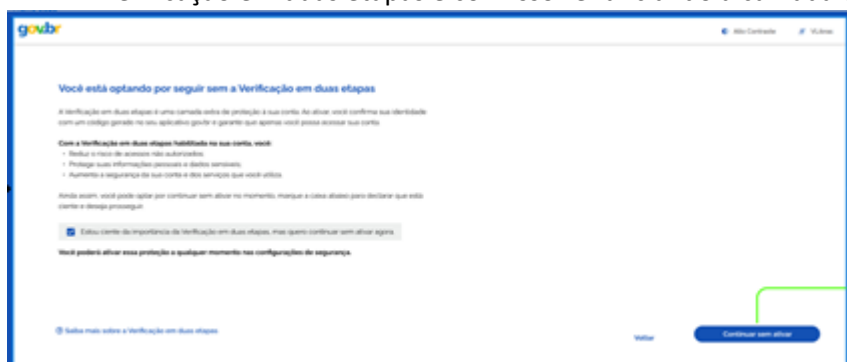 gov.br
Alto Contraste VLibras
Você está optando por seguir sem a Verificação em duas etapas
A Verificação em duas etapas é uma camada extra de proteção à sua conta. Ao ativar, você confirma sua identidade
com um código gerado no seu aplicativo gov.br e garante que apenas você possa acessar sua conta.
Com a Verificação em duas etapas habilitada na sua conta, você:
• Reduz o risco de acessos não autorizados;
• Protege suas informações pessoais e dados sensíveis;
• Aumenta a segurança da sua conta e dos serviços que você utiliza.
Ainda assim, você pode optar por continuar sem ativar no momento, marque a caixa abaixo para declarar que está
ciente e deseja prosseguir:
Estou ciente da importância da Verificação em duas etapas, mas quero continuar sem ativar agora.
Você poderá ativar essa proteção a qualquer momento nas configurações de segurança.
Saiba mais sobre a Verificação em duas etapas
Voltar
Continuar sem ativar